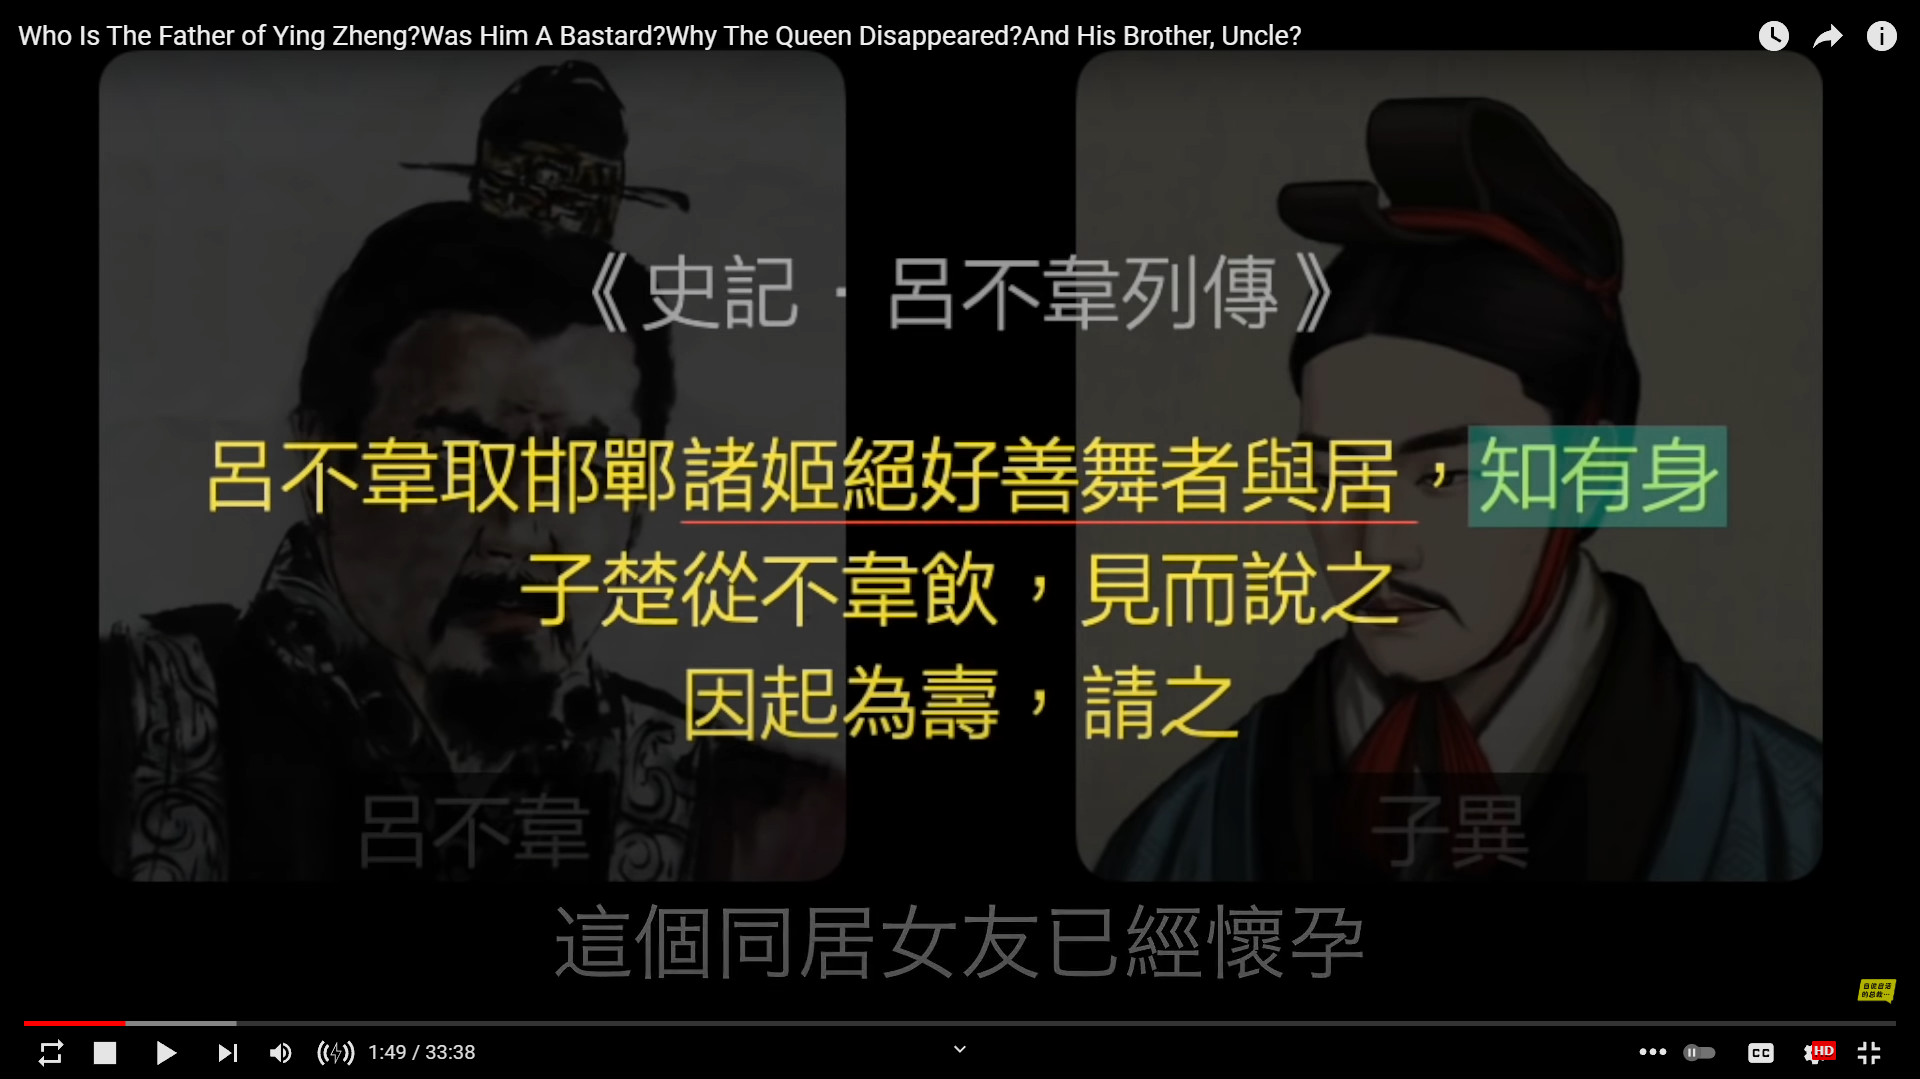 Who Is The Father of Ying Zheng?Was Him A Bastard?Why The Queen Disappeared?And His Brother, Uncle?
《史記· 呂不韋列傳》
呂不韋取邯鄲諸姬絕好善舞者與居，知有身
子楚從不韋飲，見而說之
因起為壽，請之
呂不韋
子異
這個同居女友已經懷孕
1:49 / 33:38
CC
HD